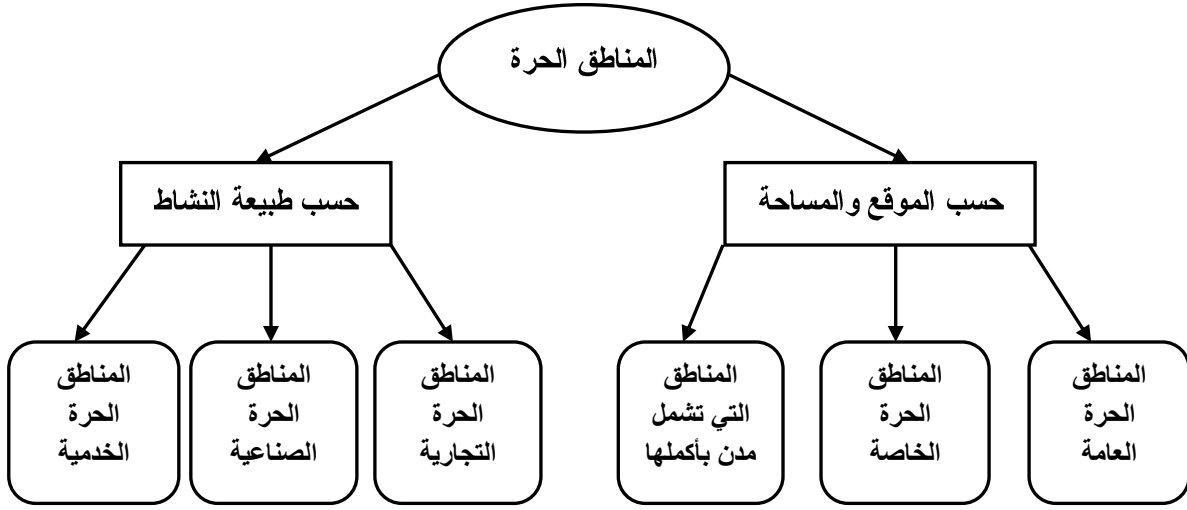 المناطق الحرة
حسب الموقع والمساحة
حسب طبيعة النشاط
المناطق
الحرة
العامة
المناطق
الحرة
الخاصة
المناطق
التي تشمل
مدن بأكملها
المناطق
الحرة
التجارية
المناطق
الحرة
الصناعية
المناطق
الحرة
الخدمية